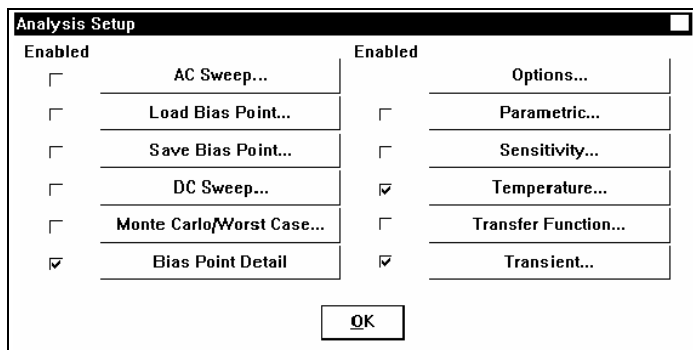 Analysis Setup
Enabled Enabled
AC Sweep... Options...
Load Bias Point... Parametric...
Save Bias Point... Sensitivity...
DC Sweep... Temperature...
Monte Carlo/Worst Case... Transfer Function...
Bias Point Detail Transient...
OK